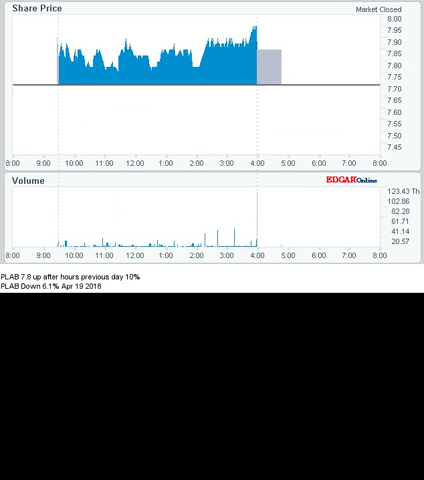 Share Price
Market Closed
8.00
7.95
7.90
7.85
7.80
7.75
7.70
7.65
7.60
7.55
7.50
7.45
8:00 9:00 10:00 11:00 12:00 1:00 2:00 3:00 4:00 5:00 6:00 7:00 8:00
Volume
EDGAR Online
123.43 Th
102.86
82.28
61.71
41.14
20.57
8:00 9:00 10:00 11:00 12:00 1:00 2:00 3:00 4:00 5:00 6:00 7:00 8:00
PLAB 7.8 up after hours previous day 10%
PLAB Down 6.1% Apr 19 2018